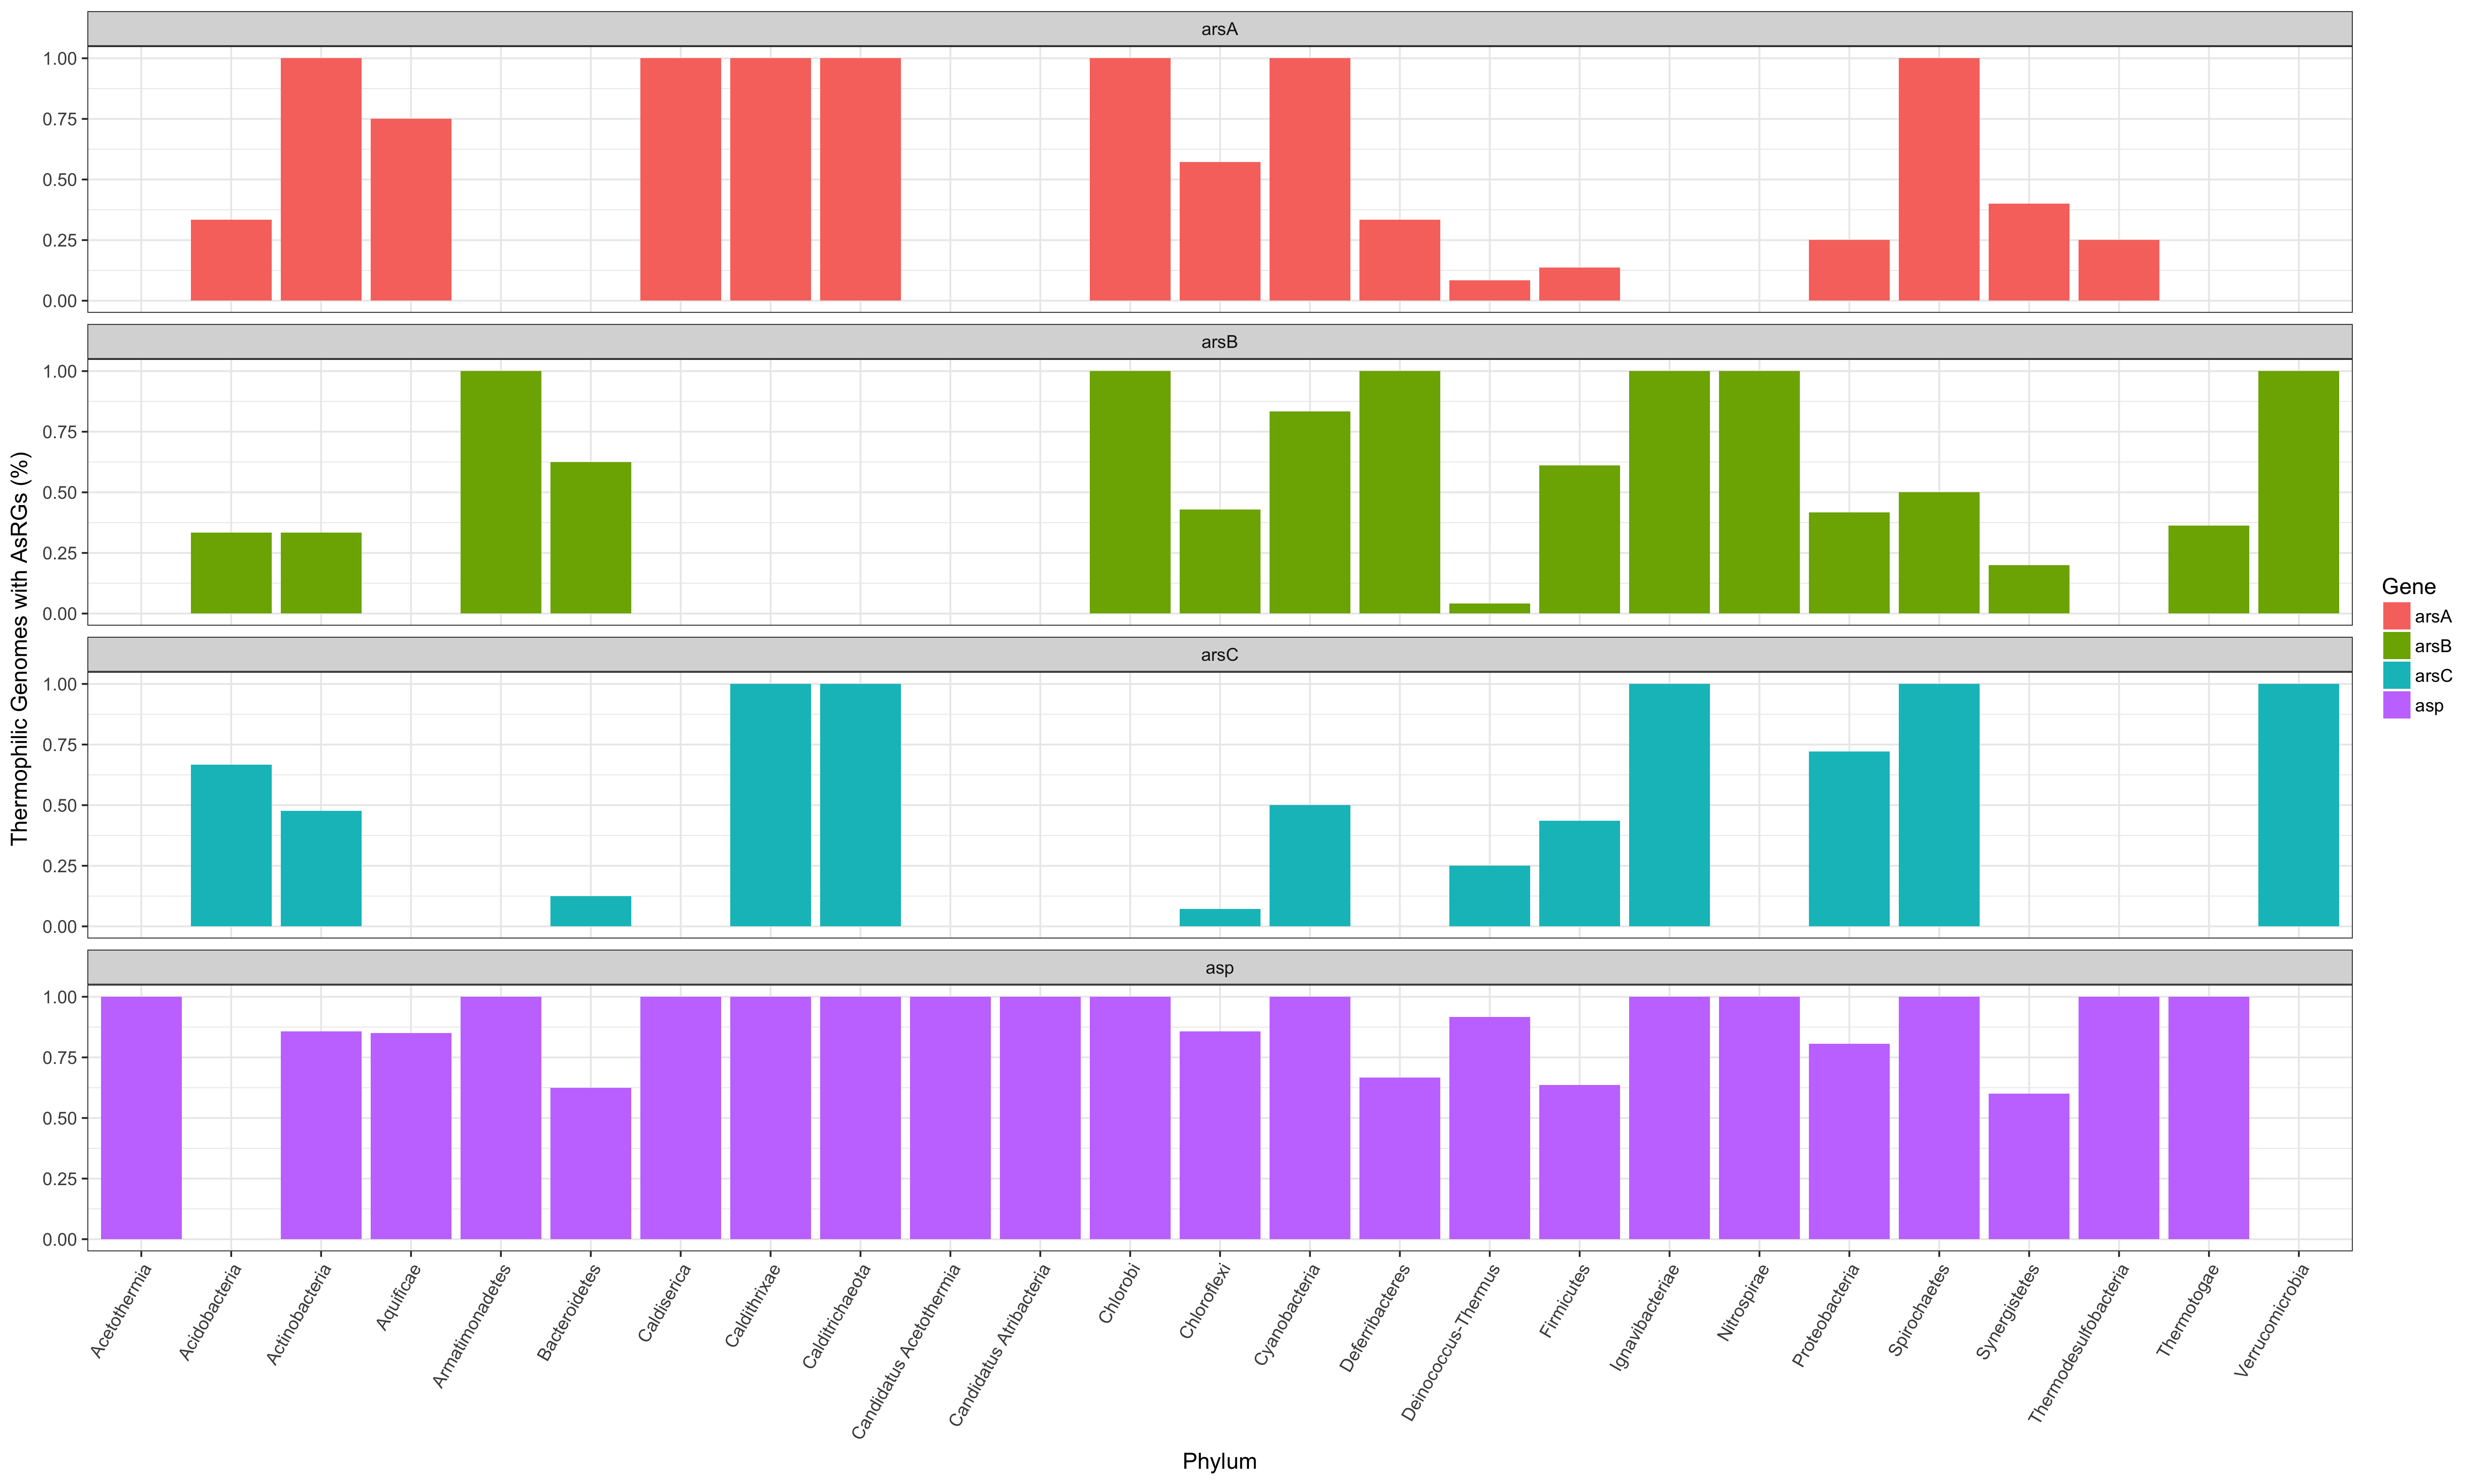 arsA
1.00
0.75
0.50
0.25
0.00
arsB
1.00
0.75
0.50
0.25
0.00
arsC
1.00
0.75
0.50
0.25
0.00
asp
1.00
0.75
0.50
0.25
0.00
Thermophilic Genomes with AsRGs (%)
Acetothermia
Acidobacteria
Actinobacteria
Aquificae
Armatimonadetes
Bacteroidetes
Caldiserica
Caldithrixae
Calditrichaeota
Candidatus Acetothermia
Candidatus Atribacteria
Chlorobi
Chloroflexi
Cyanobacteria
Deferribacteres
Deinococcus-Thermus
Firmicutes
Ignavibacteriae
Nitrospirae
Proteobacteria
Spirochaetes
Synergistetes
Thermodesulfobacteria
Thermotogae
Verrucomicrobia
Phylum
Gene
arsA
arsB
arsC
asp